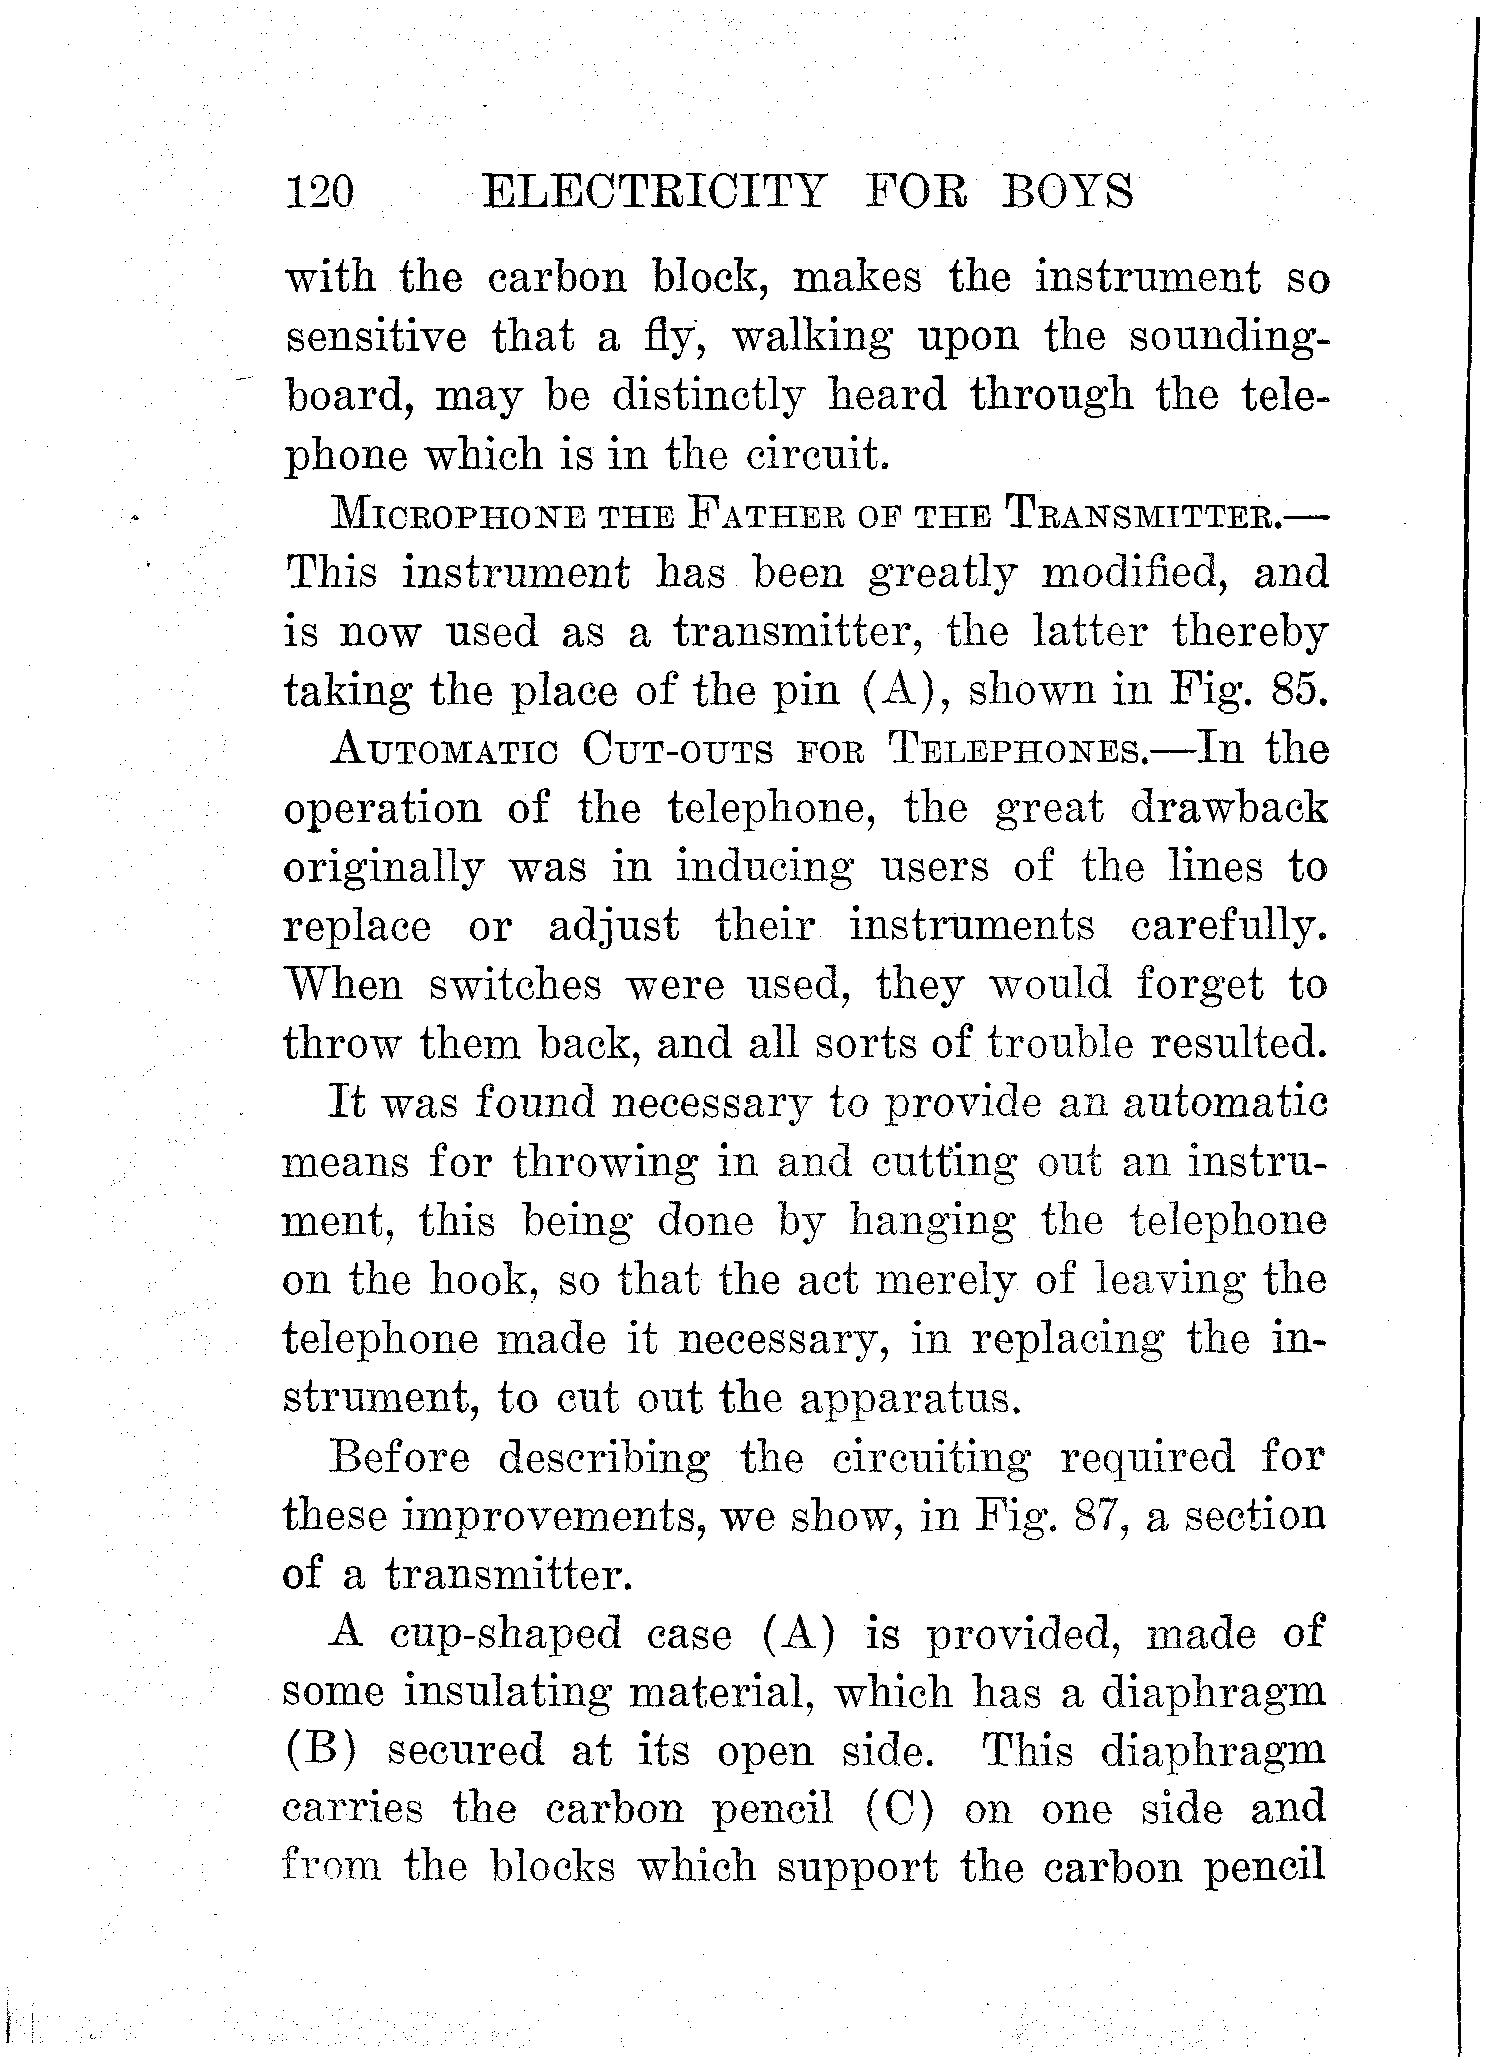 120 ELECTRICITY FOR BOYS
with the carbon block, makes the instrument so
sensitive that a fly, walking upon the sounding-
board, may be distinctly heard through the tele-
phone which is in the circuit.
MICROPHONE THE FATHER OF THE TRANSMITTER.—
This instrument has been greatly modified, and
is now used as a transmitter, the latter thereby
taking the place of the pin (A), shown in Fig. 85.
AUTOMATIC CUT-OUTS FOR TELEPHONES.—In the
operation of the telephone, the great drawback
originally was in inducing users of the lines to
replace or adjust their instruments carefully.
When switches were used, they would forget to
throw them back, and all sorts of trouble resulted.
It was found necessary to provide an automatic
means for throwing in and cutting out an instru-
ment, this being done by hanging the telephone
on the hook, so that the act merely of leaving the
telephone made it necessary, in replacing the in-
strument, to cut out the apparatus.
Before describing the circuiting required for
these improvements, we show, in Fig. 87, a section
of a transmitter.
A cup-shaped case (A) is provided, made of
some insulating material, which has a diaphragm
(B) secured at its open side. This diaphragm
carries the carbon pencil (C) on one side and
from the blocks which support the carbon pencil